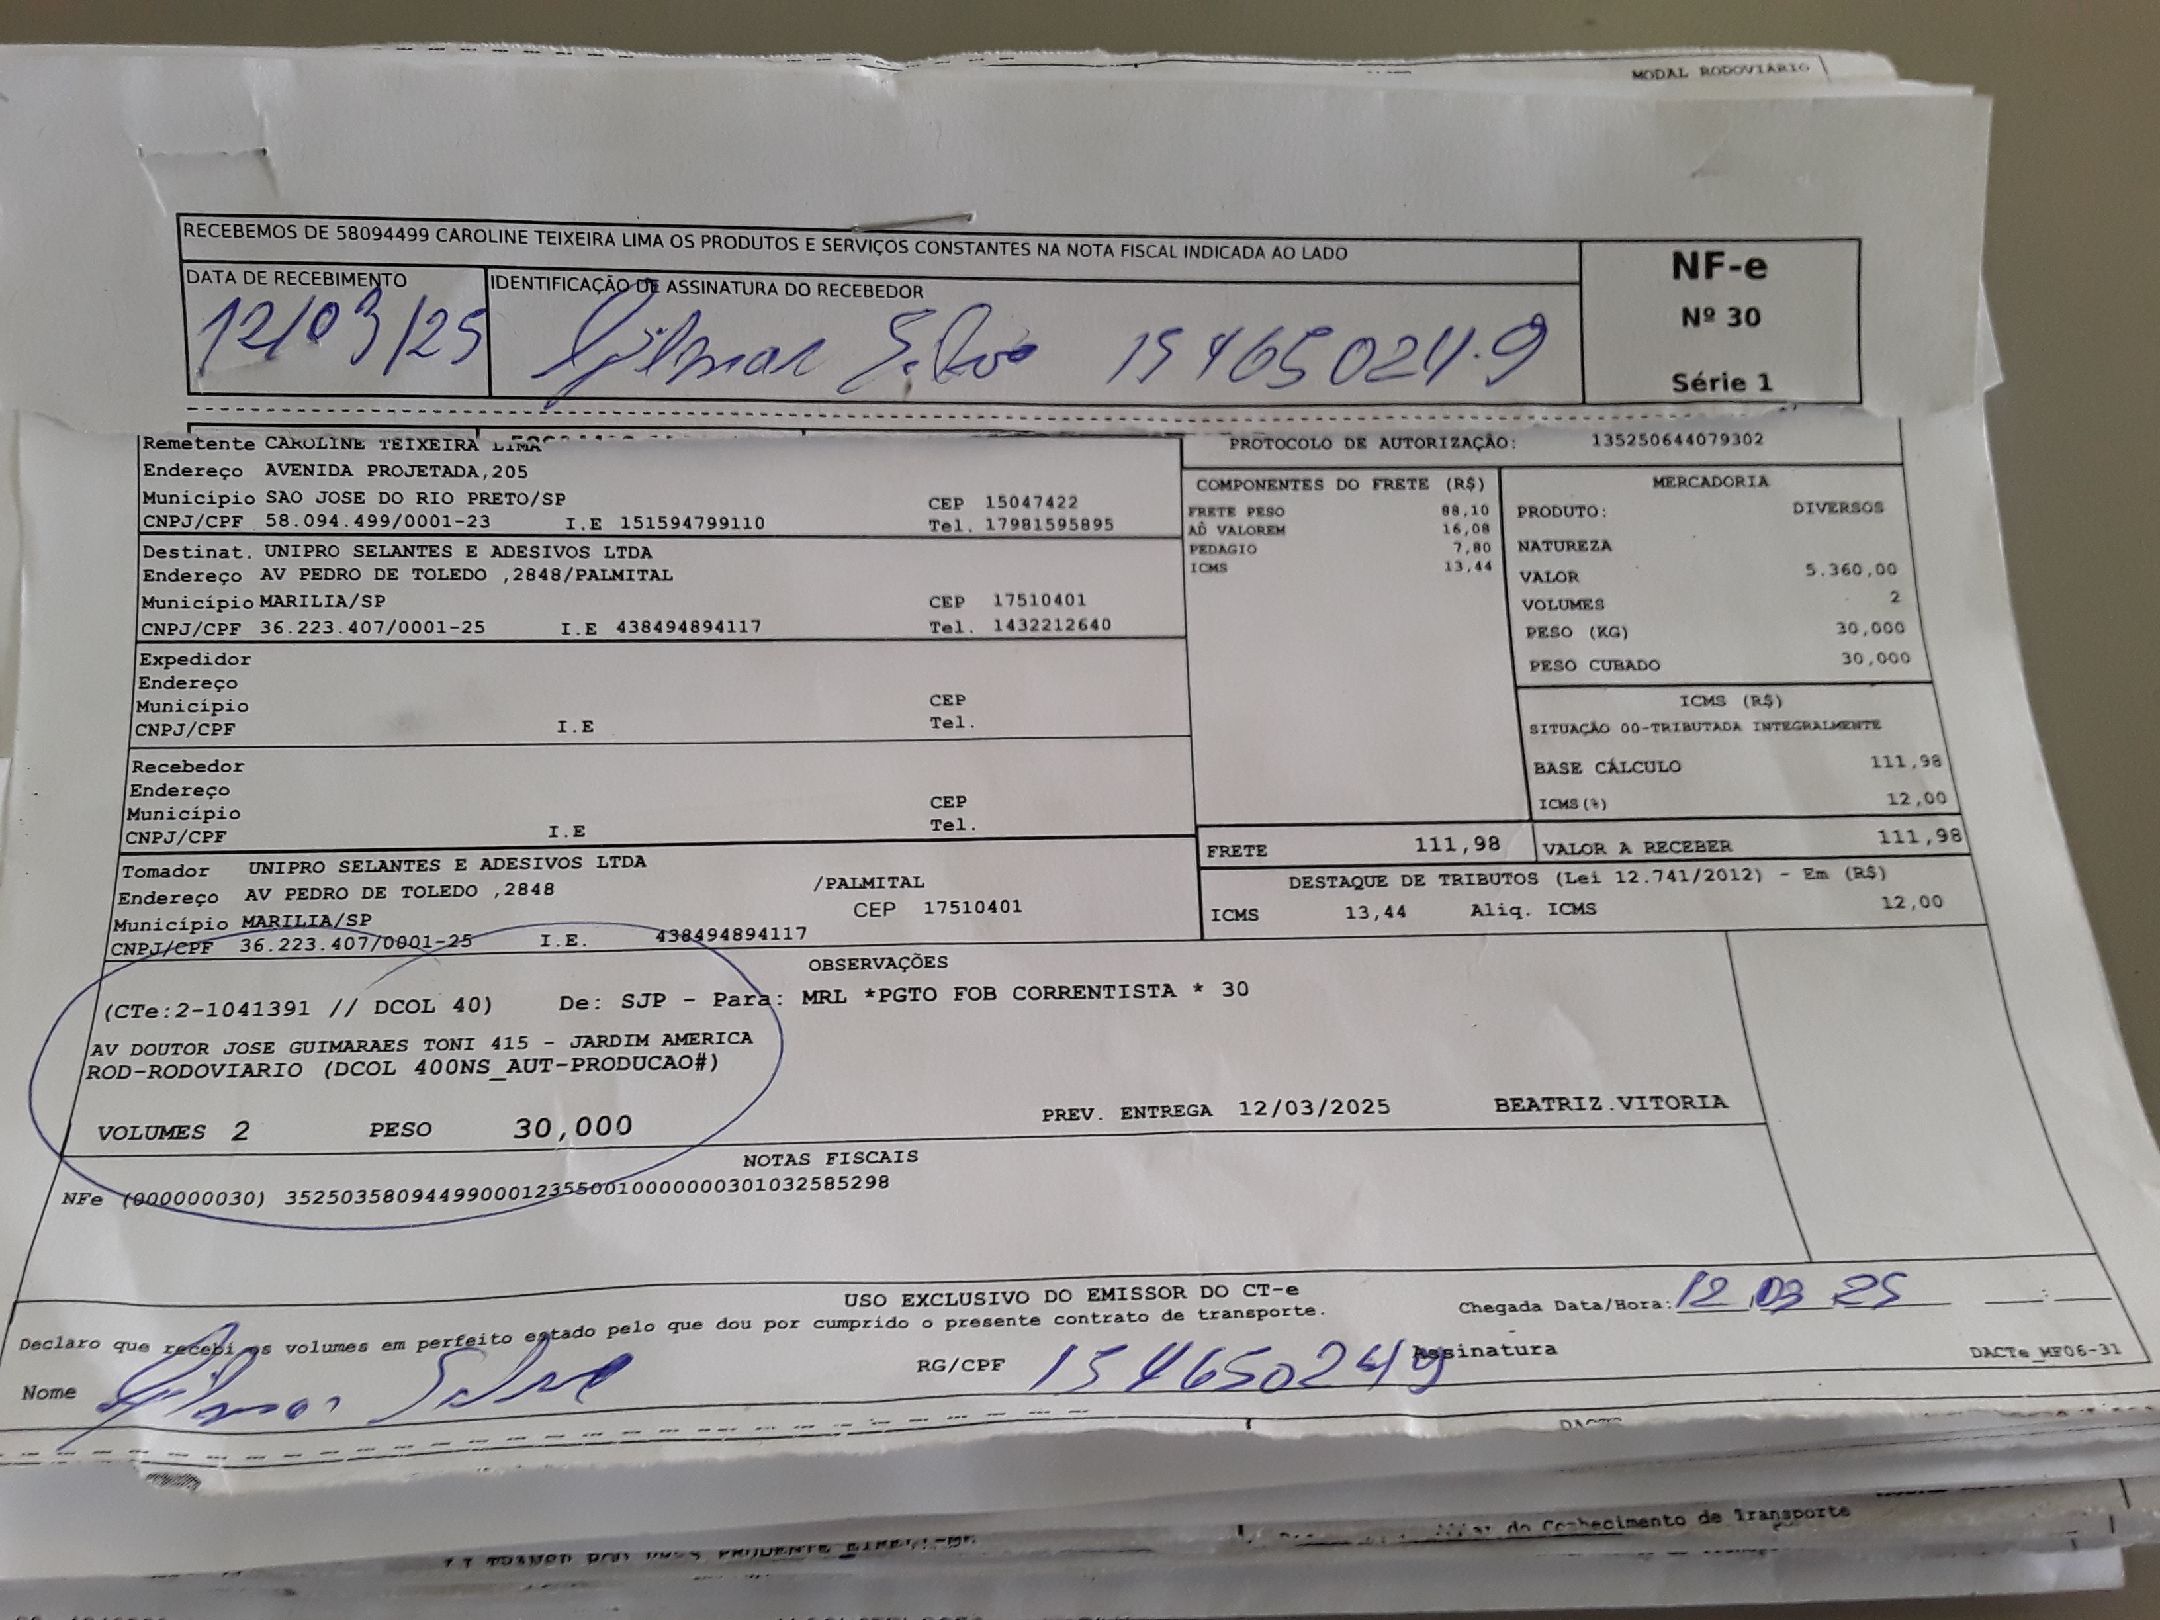 MODAL RODOVIÁRIO
RECEBEMOS DE 58094499 CAROLINE TEIXEIRA LIMA OS PRODUTOS E SERVIÇOS CONSTANTES NA NOTA FISCAL INDICADA AO LADO
DATA DE RECEBIMENTO
12/03/25
IDENTIFICAÇÃO DE ASSINATURA DO RECEBEDOR
Gilmar Silva 15465024-9
NF-e
Nº 30
Série 1
Remetente CAROLINE TEIXEIRA LIMA
Endereço AVENIDA PROJETADA,205
Município SAO JOSE DO RIO PRETO/SP CEP 15047422
CNPJ/CPF 58.094.499/0001-23 I.E 151594799110 Tel. 17981595895
Destinat. UNIPRO SELANTES E ADESIVOS LTDA
Endereço AV PEDRO DE TOLEDO ,2848/PALMITAL
Município MARILIA/SP CEP 17510401
CNPJ/CPF 36.223.407/0001-25 I.E 438494894117 Tel. 1432212640
Expedidor
Endereço
Município CEP
CNPJ/CPF I.E Tel.
Recebedor
Endereço
Município CEP
CNPJ/CPF I.E Tel.
Tomador UNIPRO SELANTES E ADESIVOS LTDA
Endereço AV PEDRO DE TOLEDO ,2848 /PALMITAL
Município MARILIA/SP CEP 17510401
CNPJ/CPF 36.223.407/0001-25 I.E. 438494894117
PROTOCOLO DE AUTORIZAÇÃO: 135250644079302
COMPONENTES DO FRETE (R$)
FRETE PESO 88,10
AD VALOREM 16,08
PEDAGIO 7,80
ICMS 13,44
MERCADORIA
PRODUTO: DIVERSOS
NATUREZA
VALOR 5.360,00
VOLUMES 2
PESO (KG) 30,000
PESO CUBADO 30,000
ICMS (R$)
SITUAÇÃO 00-TRIBUTADA INTEGRALMENTE
BASE CÁLCULO 111,98
ICMS(%) 12,00
FRETE 111,98 VALOR A RECEBER 111,98
DESTAQUE DE TRIBUTOS (Lei 12.741/2012) - Em (R$)
ICMS 13,44 Aliq. ICMS 12,00
OBSERVAÇÕES
(CTe:2-1041391 // DCOL 40) De: SJP - Para: MRL *PGTO FOB CORRENTISTA * 30
AV DOUTOR JOSE GUIMARAES TONI 415 - JARDIM AMERICA
ROD-RODOVIARIO (DCOL 400NS_AUT-PRODUCAO#)
VOLUMES 2 PESO 30,000 PREV. ENTREGA 12/03/2025 BEATRIZ.VITORIA
NOTAS FISCAIS
NFe (000000030) 35250358094499000123550010000000301032585298
USO EXCLUSIVO DO EMISSOR DO CT-e
Declaro que recebi os volumes em perfeito estado pelo que dou por cumprido o presente contrato de transporte.
Chegada Data/Hora: 12 03 25
Nome Gilmar Silva RG/CPF 154650249 Assinatura
DACTe_MF06-31
do Conhecimento de Transporte